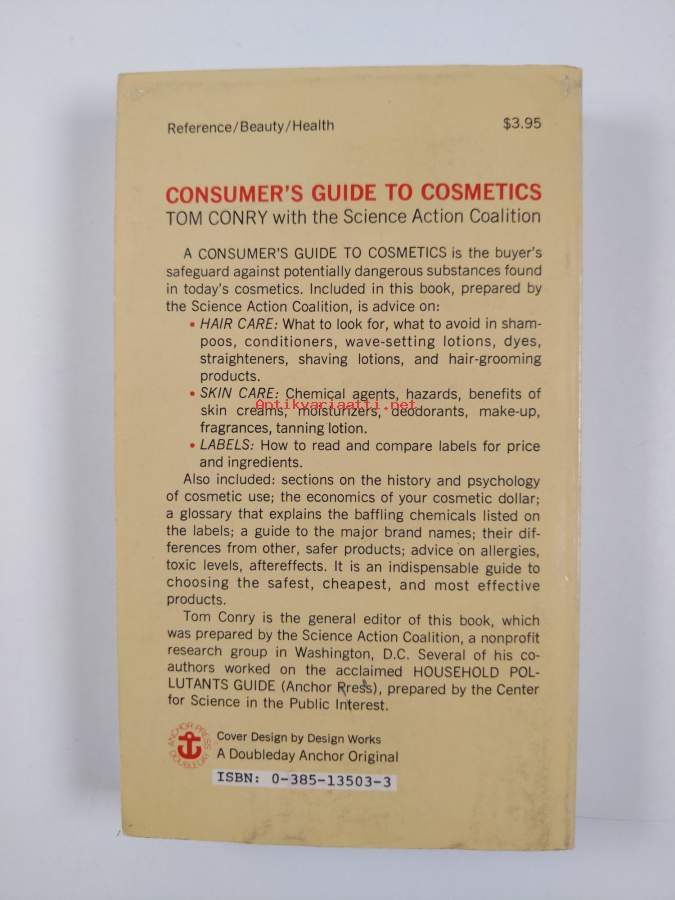 Reference/Beauty/Health
$3.95
CONSUMER'S GUIDE TO COSMETICS
TOM CONRY with the Science Action Coalition
A CONSUMER'S GUIDE TO COSMETICS is the buyer's
safeguard against potentially dangerous substances found
in today's cosmetics. Included in this book, prepared by
the Science Action Coalition, is advice on:
• HAIR CARE: What to look for, what to avoid in sham-
poos, conditioners, wave-setting lotions, dyes,
straighteners, shaving lotions, and hair-grooming
products.
• SKIN CARE: Chemical agents, hazards, benefits of
skin creams, moisturizers, deodorants, make-up,
Antikvariaatti.net
fragrances, tanning lotion.
• LABELS: How to read and compare labels for price
and ingredients.
Also included: sections on the history and psychology
of cosmetic use; the economics of your cosmetic dollar;
a glossary that explains the baffling chemicals listed on
the labels; a guide to the major brand names; their dif-
ferences from other, safer products; advice on allergies,
toxic levels, aftereffects. It is an indispensable guide to
choosing the safest, cheapest, and most effective
products.
Tom Conry is the general editor of this book, which
was prepared by the Science Action Coalition, a nonprofit
research group in Washington, D.C. Several of his co-
authors worked on the acclaimed HOUSEHOLD POL-
LUTANTS GUIDE (Anchor Press), prepared by the Center
for Science in the Public Interest.
ANCHOR PRESS
DOUBLEDAY
Cover Design by Design Works
A Doubleday Anchor Original
ISBN: 0-385-13503-3